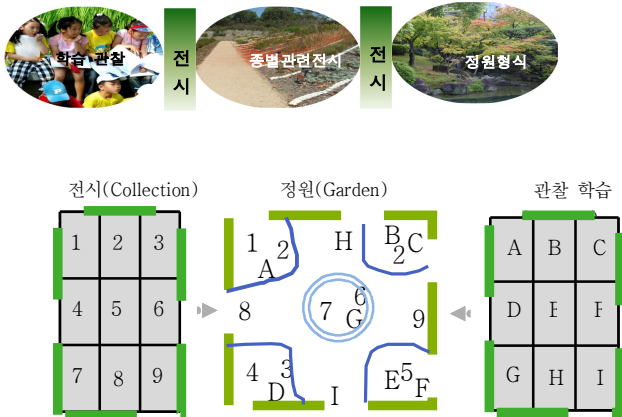 학습 관찰
전시
종별관련전시
전시
정원형식
전시(Collection)
1 2 3
4 5 6
7 8 9
정원(Garden)
1 2 A
H
B 2 C
8
7 6 G
9
4 3 D
I
E 5 F
관찰 학습
A B C
D E F
G H I